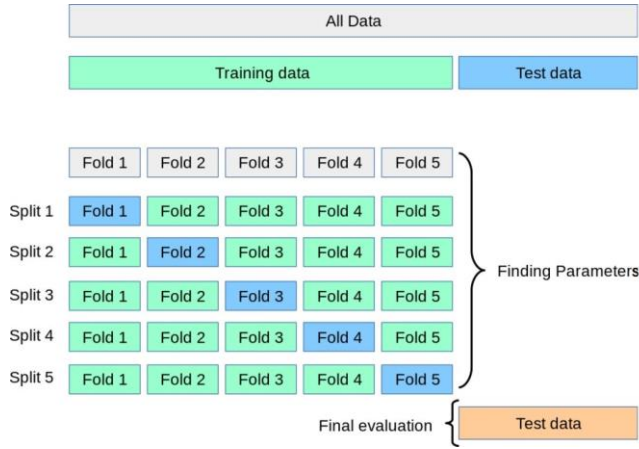 All Data
Training data Test data
Fold 1 Fold 2 Fold 3 Fold 4 Fold 5
Split 1 Fold 1 Fold 2 Fold 3 Fold 4 Fold 5
Split 2 Fold 1 Fold 2 Fold 3 Fold 4 Fold 5
Finding Parameters
Split 3 Fold 1 Fold 2 Fold 3 Fold 4 Fold 5
Split 4 Fold 1 Fold 2 Fold 3 Fold 4 Fold 5
Split 5 Fold 1 Fold 2 Fold 3 Fold 4 Fold 5
Final evaluation Test data